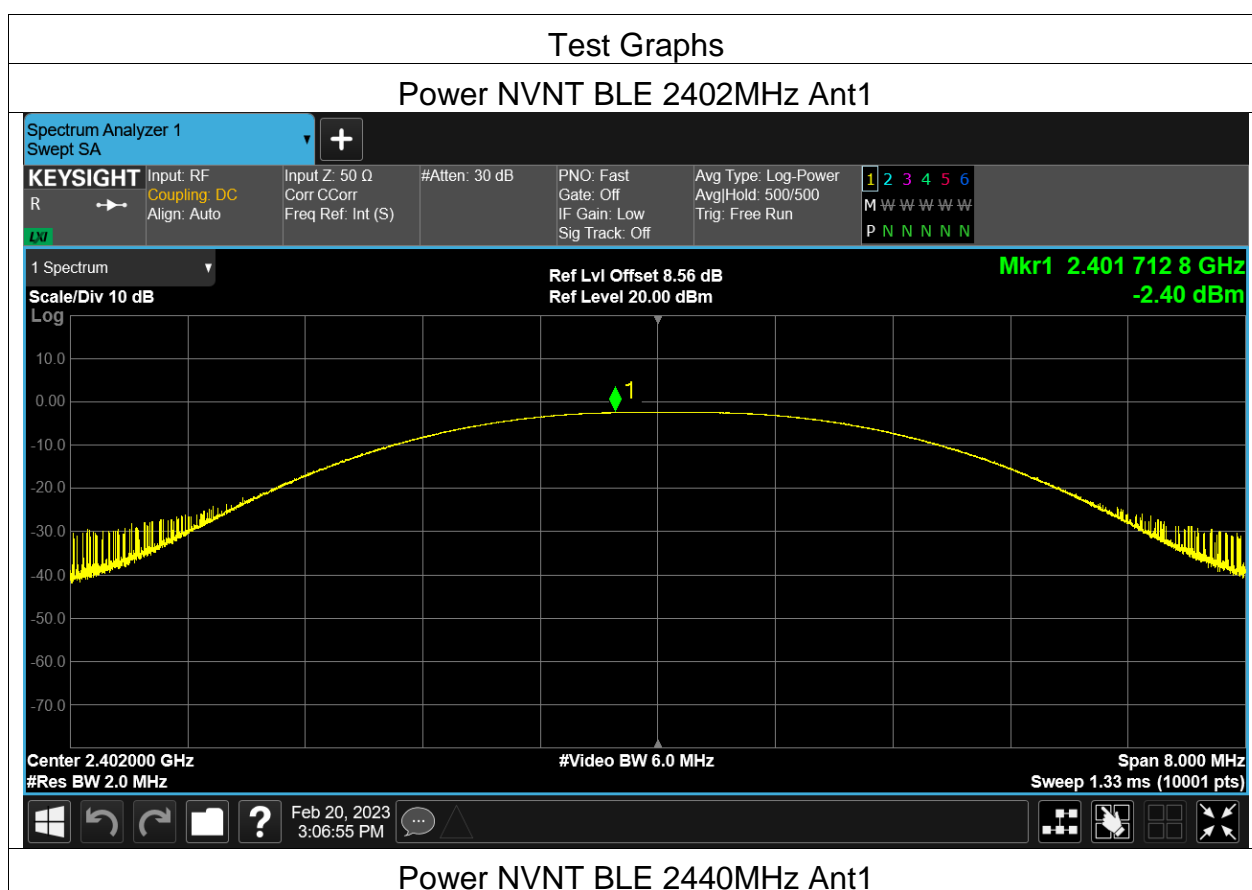 Test Graphs
Power NVNT BLE 2402MHz Ant1
Spectrum Analyzer 1
Swept SA
KEYSIGHT
R
LXI
Input: RF
Coupling: DC
Align: Auto
Input Z: 50 Ω
Corr CCorr
Freq Ref: Int (S)
#Atten: 30 dB
PNO: Fast
Gate: Off
IF Gain: Low
Sig Track: Off
Avg Type: Log-Power
Avg|Hold: 500/500
Trig: Free Run
1 2 3 4 5 6
M W W W W W
P N N N N N
1 Spectrum
Scale/Div 10 dB
Ref Lvl Offset 8.56 dB
Ref Level 20.00 dBm
Mkr1 2.401 712 8 GHz
-2.40 dBm
Log
10.0
0.00
-10.0
-20.0
-30.0
-40.0
-50.0
-60.0
-70.0
1
Center 2.402000 GHz
#Res BW 2.0 MHz
#Video BW 6.0 MHz
Span 8.000 MHz
Sweep 1.33 ms (10001 pts)
Feb 20, 2023
3:06:55 PM
Power NVNT BLE 2440MHz Ant1